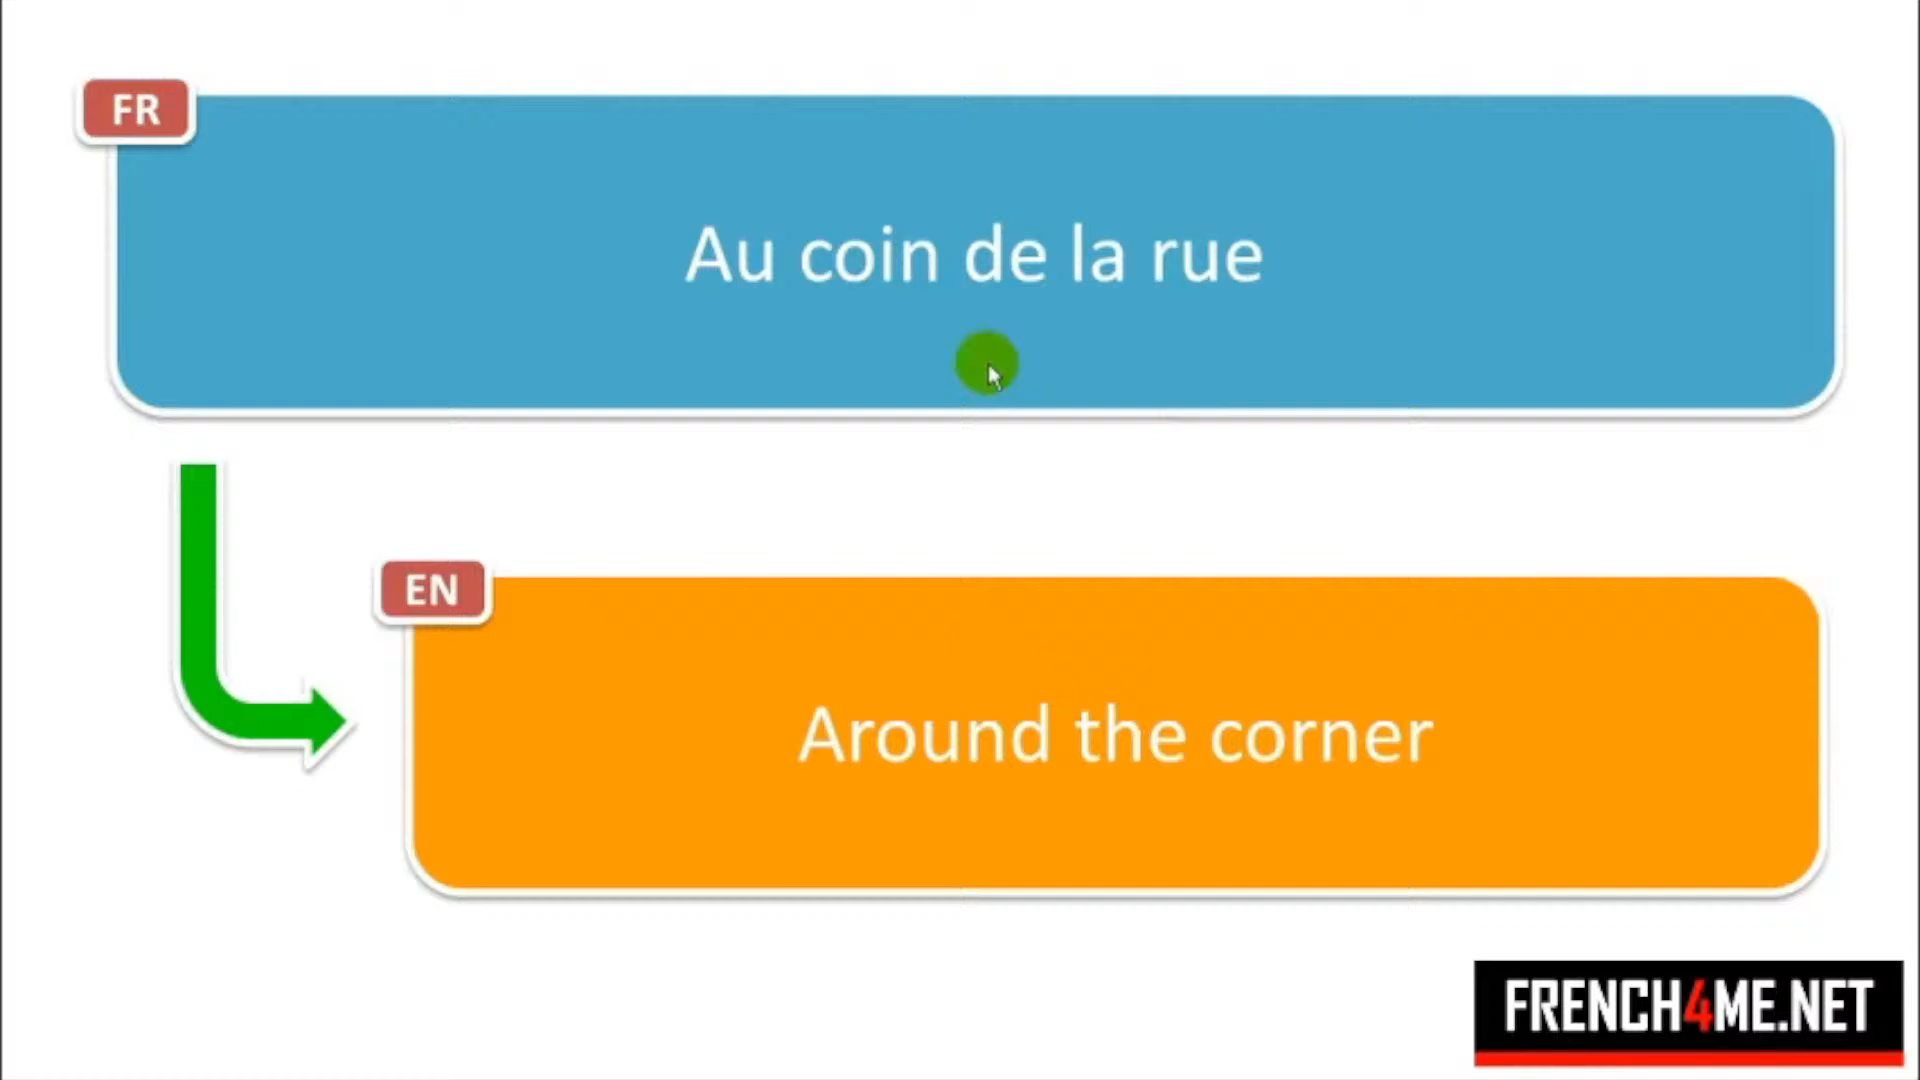 FR
Au coin de la rue
EN
Around the corner
FRENCH4ME.NET